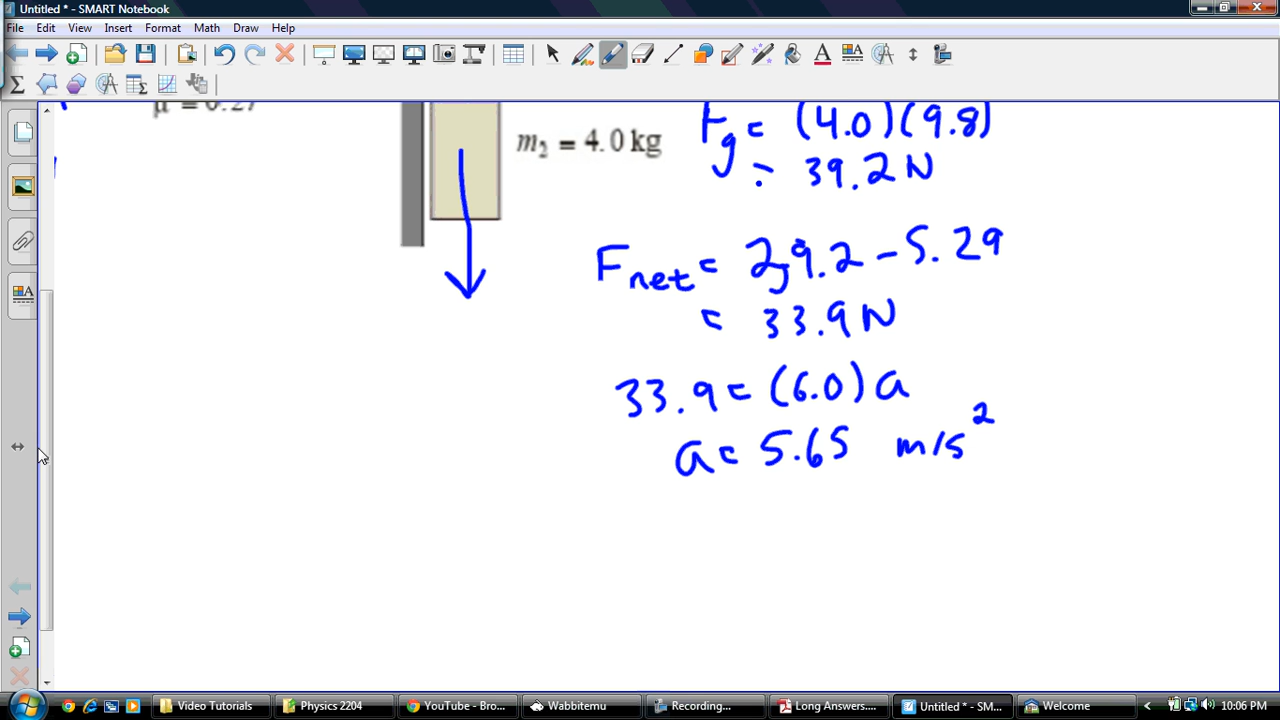 Untitled * - SMART Notebook
File Edit View Insert Format Math Draw Help
μ = 0.27
m₂ = 4.0 kg
Fg = (4.0)(9.8)
= 39.2 N
Fnet = 39.2 - 5.29
= 33.9 N
33.9 = (6.0) a
a = 5.65 m/s²
Video Tutorials
Physics 2204
YouTube - Bro...
Wabbitemu
Recording...
Long Answers....
Untitled * - SM...
Welcome
10:06 PM